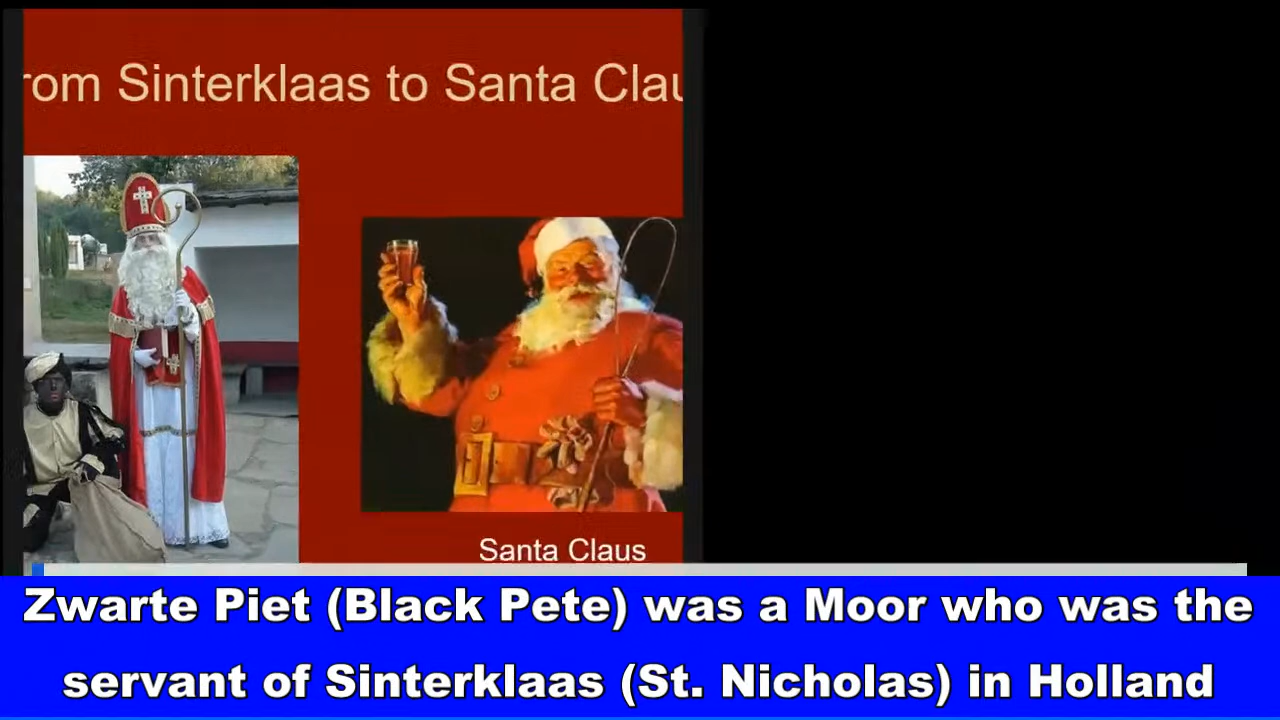 rom Sinterklaas to Santa Clau
Santa Claus
Zwarte Piet (Black Pete) was a Moor who was the
servant of Sinterklaas (St. Nicholas) in Holland